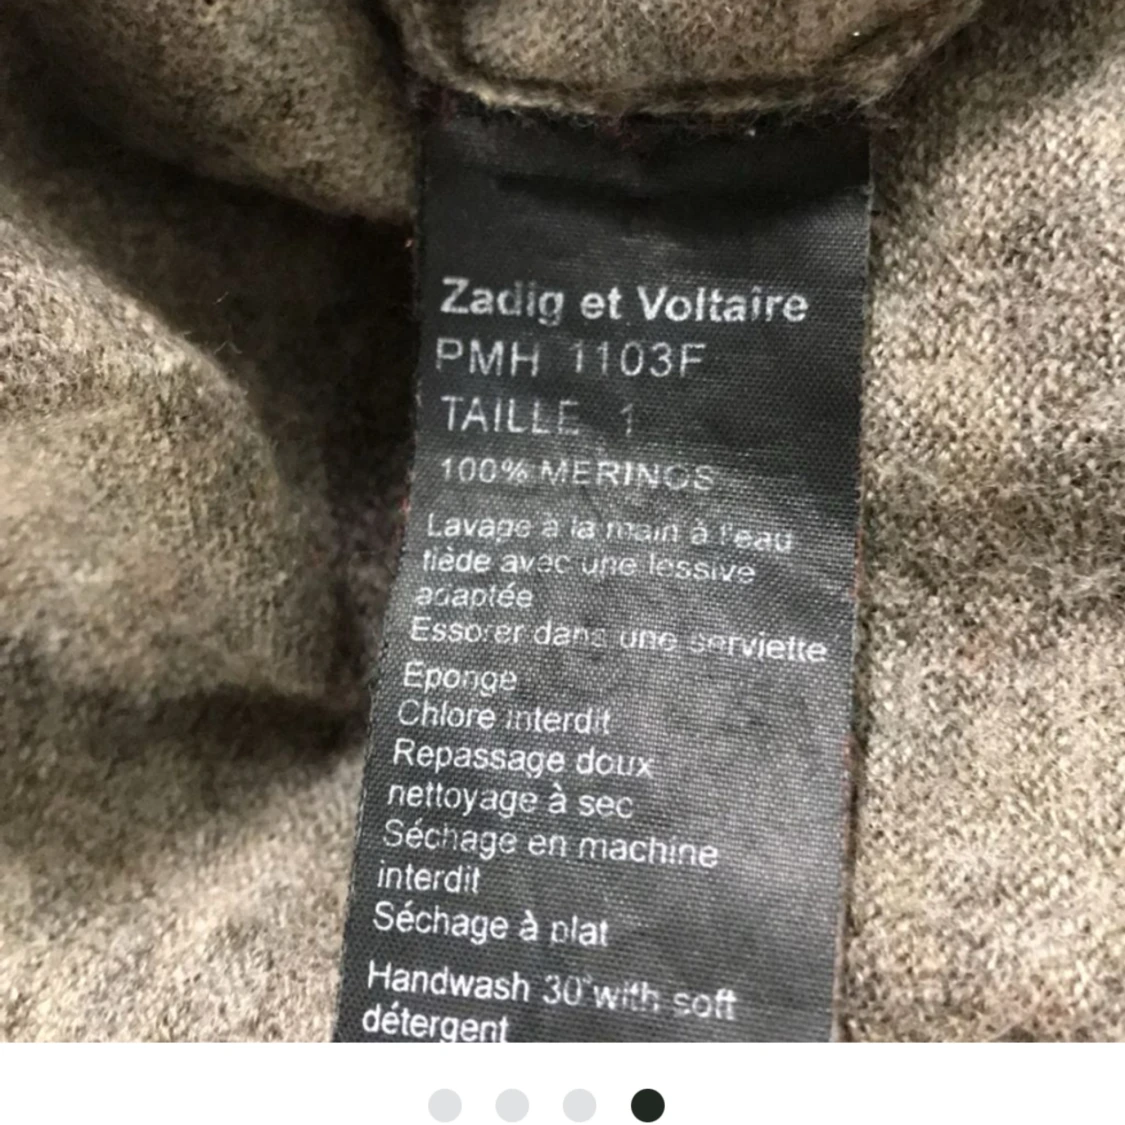 Zadig et Voltaire
PMH 1103F
TAILLE 1
100% MERINOS
Lavage à la main à l'eau
tiède avec une lessive
adaptée
Essorer dans une serviette
Eponge
Chlore interdit
Repassage doux
nettoyage à sec
Séchage en machine
interdit
Séchage à plat
Handwash 30°with soft
détergent